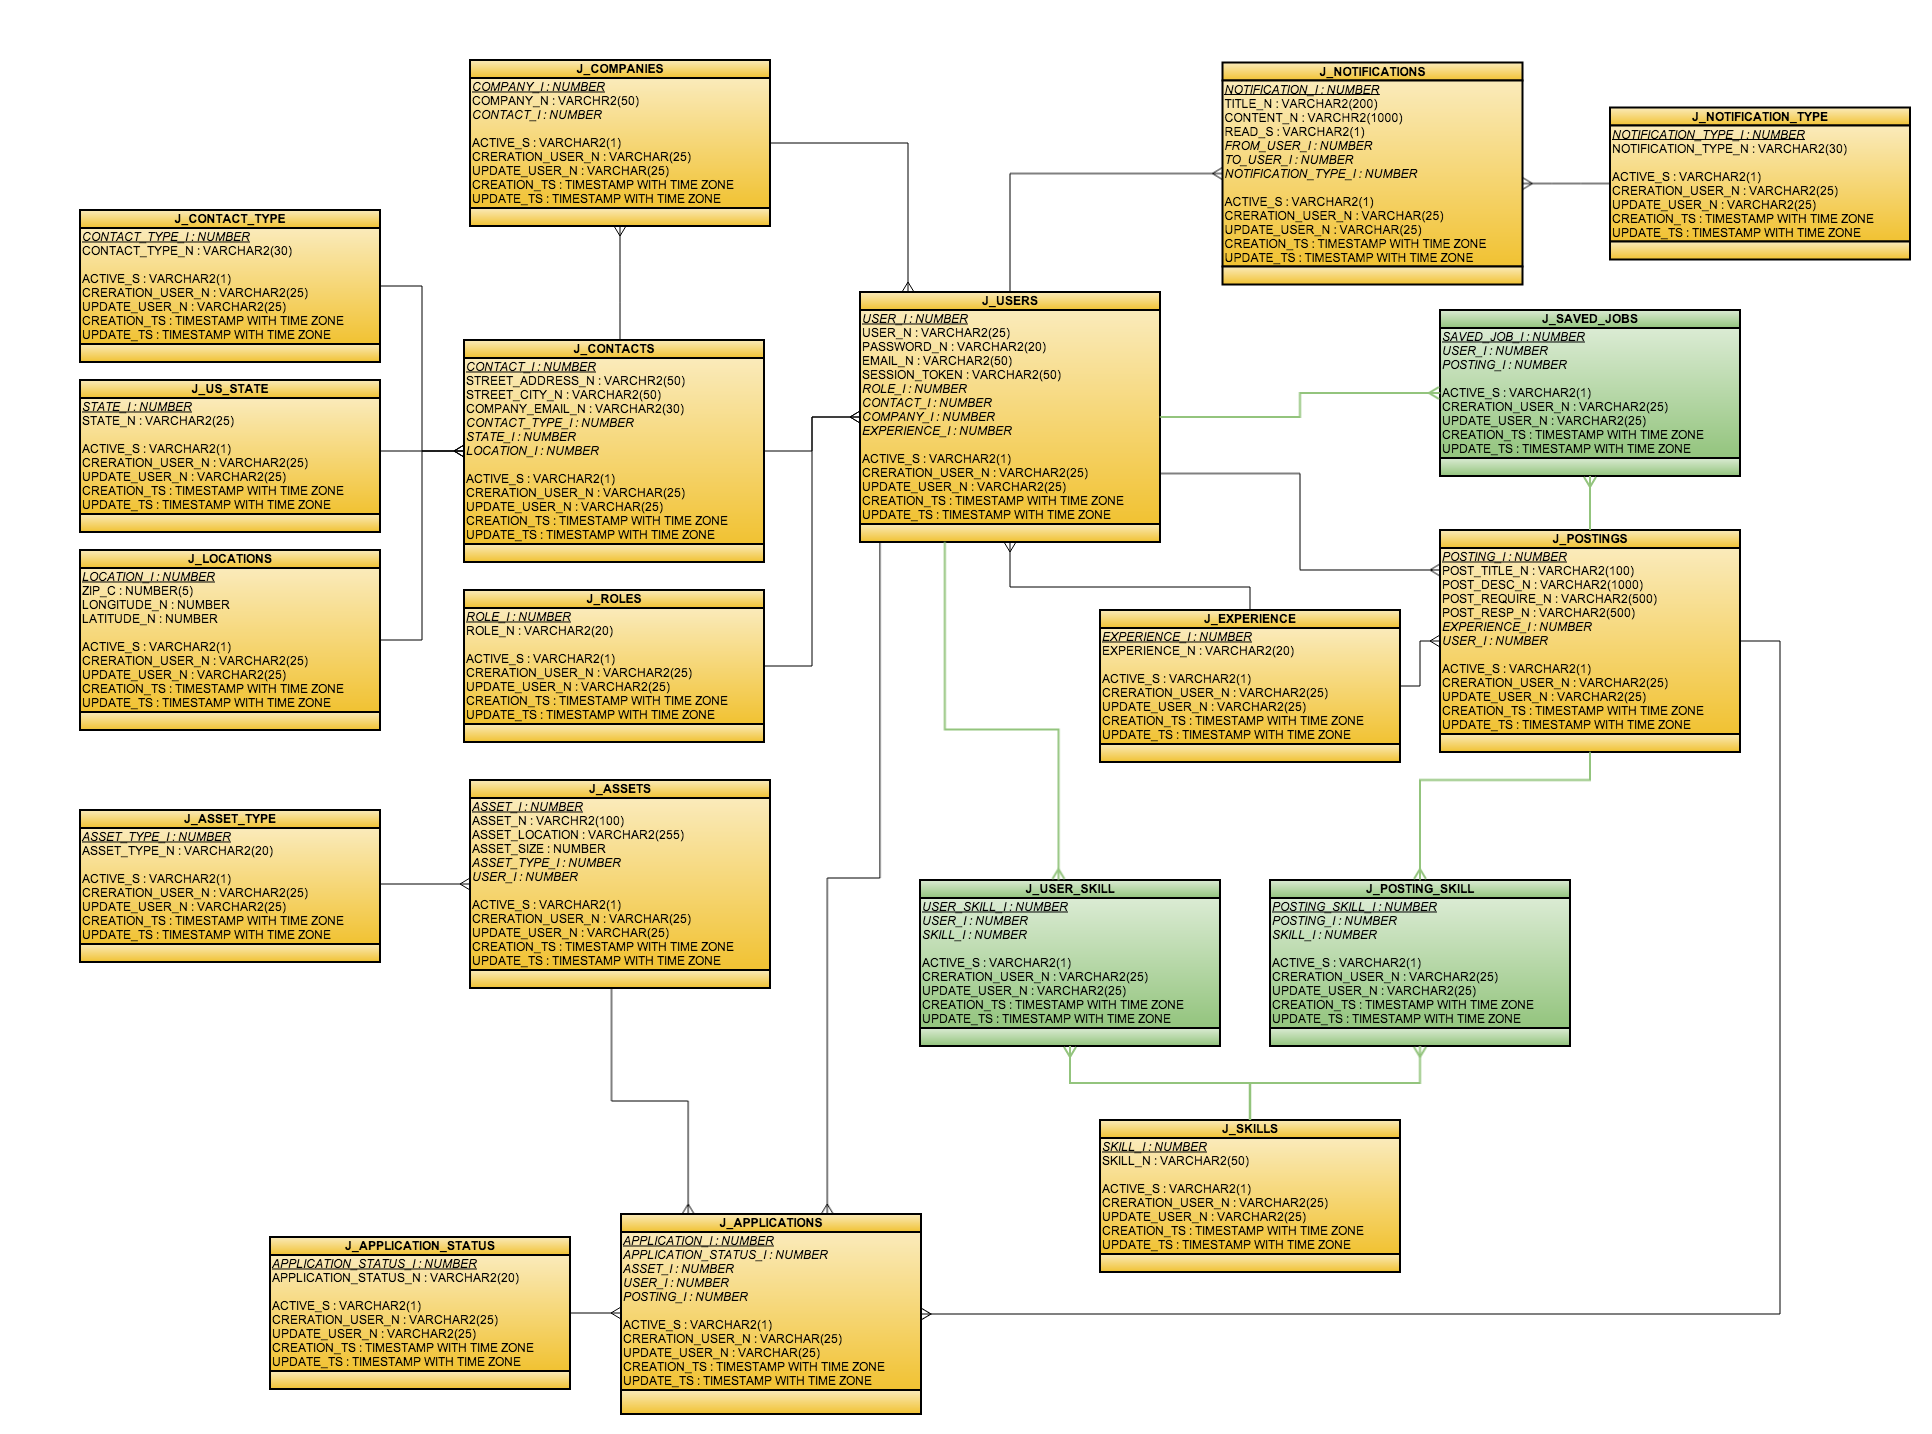 J_COMPANIES
COMPANY_I : NUMBER
COMPANY_N : VARCHR2(50)
CONTACT_I : NUMBER
ACTIVE_S : VARCHAR2(1)
CRERATION_USER_N : VARCHAR(25)
UPDATE_USER_N : VARCHAR(25)
CREATION_TS : TIMESTAMP WITH TIME ZONE
UPDATE_TS : TIMESTAMP WITH TIME ZONE
J_NOTIFICATIONS
NOTIFICATION_I : NUMBER
TITLE_N : VARCHAR2(200)
CONTENT_N : VARCHR2(1000)
READ_S : VARCHAR2(1)
FROM_USER_I : NUMBER
TO_USER_I : NUMBER
NOTIFICATION_TYPE_I : NUMBER
ACTIVE_S : VARCHAR2(1)
CRERATION_USER_N : VARCHAR(25)
UPDATE_USER_N : VARCHAR(25)
CREATION_TS : TIMESTAMP WITH TIME ZONE
UPDATE_TS : TIMESTAMP WITH TIME ZONE
J_NOTIFICATION_TYPE
NOTIFICATION_TYPE_I : NUMBER
NOTIFICATION_TYPE_N : VARCHAR2(30)
ACTIVE_S : VARCHAR2(1)
CRERATION_USER_N : VARCHAR2(25)
UPDATE_USER_N : VARCHAR2(25)
CREATION_TS : TIMESTAMP WITH TIME ZONE
UPDATE_TS : TIMESTAMP WITH TIME ZONE
J_CONTACT_TYPE
CONTACT_TYPE_I : NUMBER
CONTACT_TYPE_N : VARCHAR2(30)
ACTIVE_S : VARCHAR2(1)
CRERATION_USER_N : VARCHAR2(25)
UPDATE_USER_N : VARCHAR2(25)
CREATION_TS : TIMESTAMP WITH TIME ZONE
UPDATE_TS : TIMESTAMP WITH TIME ZONE
J_CONTACTS
CONTACT_I : NUMBER
STREET_ADDRESS_N : VARCHR2(50)
STREET_CITY_N : VARCHR2(50)
COMPANY_EMAIL_N : VARCHAR2(30)
CONTACT_TYPE_I : NUMBER
STATE_I : NUMBER
LOCATION_I : NUMBER
ACTIVE_S : VARCHAR2(1)
CRERATION_USER_N : VARCHAR(25)
UPDATE_USER_N : VARCHAR(25)
CREATION_TS : TIMESTAMP WITH TIME ZONE
UPDATE_TS : TIMESTAMP WITH TIME ZONE
J_USERS
USER_I : NUMBER
USER_N : VARCHAR2(25)
PASSWORD_N : VARCHAR2(20)
EMAIL_N : VARCHAR2(50)
SESSION_TOKEN : VARCHAR2(50)
ROLE_I : NUMBER
CONTACT_I : NUMBER
COMPANY_I : NUMBER
EXPERIENCE_I : NUMBER
ACTIVE_S : VARCHAR2(1)
CRERATION_USER_N : VARCHAR2(25)
UPDATE_USER_N : VARCHAR2(25)
CREATION_TS : TIMESTAMP WITH TIME ZONE
UPDATE_TS : TIMESTAMP WITH TIME ZONE
J_SAVED_JOBS
SAVED_JOB_I : NUMBER
USER_I : NUMBER
POSTING_I : NUMBER
ACTIVE_S : VARCHAR2(1)
CRERATION_USER_N : VARCHAR2(25)
UPDATE_USER_N : VARCHAR2(25)
CREATION_TS : TIMESTAMP WITH TIME ZONE
UPDATE_TS : TIMESTAMP WITH TIME ZONE
J_US_STATE
STATE_I : NUMBER
STATE_N : VARCHAR2(25)
ACTIVE_S : VARCHAR2(1)
CRERATION_USER_N : VARCHAR2(25)
UPDATE_USER_N : VARCHAR2(25)
CREATION_TS : TIMESTAMP WITH TIME ZONE
UPDATE_TS : TIMESTAMP WITH TIME ZONE
J_LOCATIONS
LOCATION_I : NUMBER
ZIP_C : NUMBER(5)
LONGITUDE_N : NUMBER
LATITUDE_N : NUMBER
ACTIVE_S : VARCHAR2(1)
CRERATION_USER_N : VARCHAR2(25)
UPDATE_USER_N : VARCHAR2(25)
CREATION_TS : TIMESTAMP WITH TIME ZONE
UPDATE_TS : TIMESTAMP WITH TIME ZONE
J_ROLES
ROLE_I : NUMBER
ROLE_N : VARCHAR2(20)
ACTIVE_S : VARCHAR2(1)
CRERATION_USER_N : VARCHAR2(25)
UPDATE_USER_N : VARCHAR2(25)
CREATION_TS : TIMESTAMP WITH TIME ZONE
UPDATE_TS : TIMESTAMP WITH TIME ZONE
J_EXPERIENCE
EXPERIENCE_I : NUMBER
EXPERIENCE_N : VARCHAR2(20)
ACTIVE_S : VARCHAR2(1)
CRERATION_USER_N : VARCHAR2(25)
UPDATE_USER_N : VARCHAR2(25)
CREATION_TS : TIMESTAMP WITH TIME ZONE
UPDATE_TS : TIMESTAMP WITH TIME ZONE
J_POSTINGS
POSTING_I : NUMBER
POST_TITLE_N : VARCHAR2(100)
POST_DESC_N : VARCHAR2(1000)
POST_REQUIRE_N : VARCHAR2(500)
POST_RESP_N : VARCHAR2(500)
EXPERIENCE_I : NUMBER
USER_I : NUMBER
ACTIVE_S : VARCHAR2(1)
CRERATION_USER_N : VARCHAR2(25)
UPDATE_USER_N : VARCHAR2(25)
CREATION_TS : TIMESTAMP WITH TIME ZONE
UPDATE_TS : TIMESTAMP WITH TIME ZONE
J_ASSET_TYPE
ASSET_TYPE_I : NUMBER
ASSET_TYPE_N : VARCHAR2(20)
ACTIVE_S : VARCHAR2(1)
CRERATION_USER_N : VARCHAR2(25)
UPDATE_USER_N : VARCHAR2(25)
CREATION_TS : TIMESTAMP WITH TIME ZONE
UPDATE_TS : TIMESTAMP WITH TIME ZONE
J_ASSETS
ASSET_I : NUMBER
ASSET_N : VARCHR2(100)
ASSET_LOCATION : VARCHAR2(255)
ASSET_SIZE : NUMBER
ASSET_TYPE_I : NUMBER
USER_I : NUMBER
ACTIVE_S : VARCHAR2(1)
CRERATION_USER_N : VARCHAR(25)
UPDATE_USER_N : VARCHAR(25)
CREATION_TS : TIMESTAMP WITH TIME ZONE
UPDATE_TS : TIMESTAMP WITH TIME ZONE
J_USER_SKILL
USER_SKILL_I : NUMBER
USER_I : NUMBER
SKILL_I : NUMBER
ACTIVE_S : VARCHAR2(1)
CRERATION_USER_N : VARCHAR2(25)
UPDATE_USER_N : VARCHAR2(25)
CREATION_TS : TIMESTAMP WITH TIME ZONE
UPDATE_TS : TIMESTAMP WITH TIME ZONE
J_POSTING_SKILL
POSTING_SKILL_I : NUMBER
POSTING_I : NUMBER
SKILL_I : NUMBER
ACTIVE_S : VARCHAR2(1)
CRERATION_USER_N : VARCHAR2(25)
UPDATE_USER_N : VARCHAR2(25)
CREATION_TS : TIMESTAMP WITH TIME ZONE
UPDATE_TS : TIMESTAMP WITH TIME ZONE
J_SKILLS
SKILL_I : NUMBER
SKILL_N : VARCHAR2(50)
ACTIVE_S : VARCHAR2(1)
CRERATION_USER_N : VARCHAR2(25)
UPDATE_USER_N : VARCHAR2(25)
CREATION_TS : TIMESTAMP WITH TIME ZONE
UPDATE_TS : TIMESTAMP WITH TIME ZONE
J_APPLICATION_STATUS
APPLICATION_STATUS_I : NUMBER
APPLICATION_STATUS_N : VARCHAR2(20)
ACTIVE_S : VARCHAR2(1)
CRERATION_USER_N : VARCHAR2(25)
UPDATE_USER_N : VARCHAR2(25)
CREATION_TS : TIMESTAMP WITH TIME ZONE
UPDATE_TS : TIMESTAMP WITH TIME ZONE
J_APPLICATIONS
APPLICATION_I : NUMBER
APPLICATION_STATUS_I : NUMBER
ASSET_I : NUMBER
USER_I : NUMBER
POSTING_I : NUMBER
ACTIVE_S : VARCHAR2(1)
CRERATION_USER_N : VARCHAR(25)
UPDATE_USER_N : VARCHAR(25)
CREATION_TS : TIMESTAMP WITH TIME ZONE
UPDATE_TS : TIMESTAMP WITH TIME ZONE